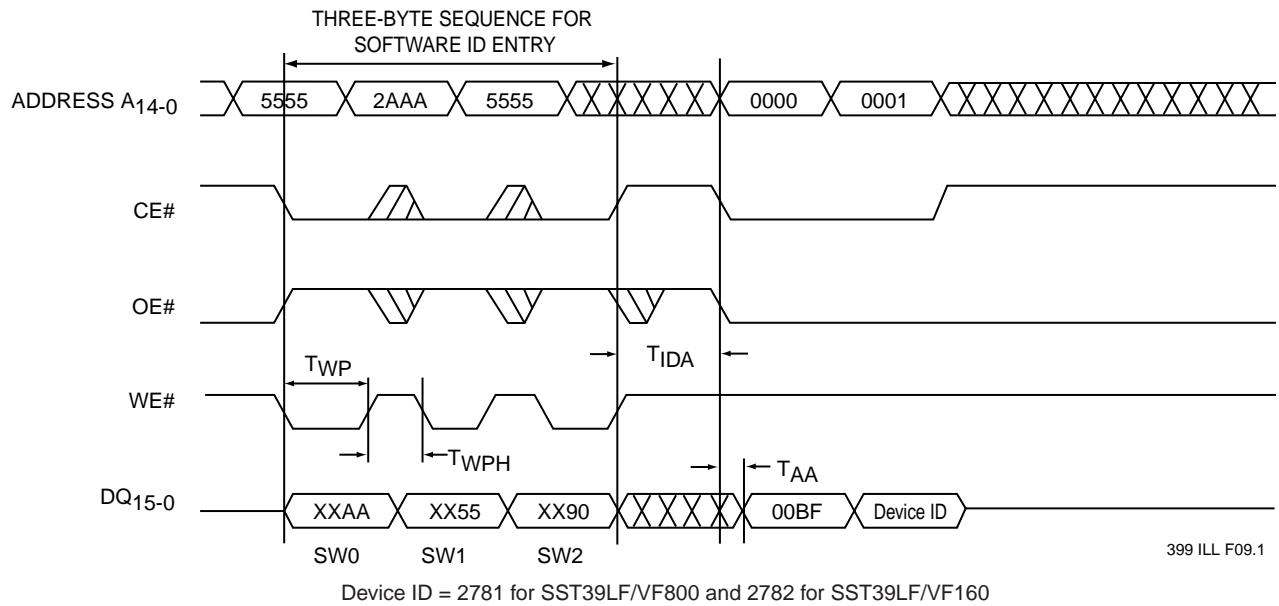 THREE-BYTE SEQUENCE FOR
SOFTWARE ID ENTRY
ADDRESS A14-0 5555 2AAA 5555 0000 0001
CE#
OE#
TIDA
TWP
WE#
TWPH
TAA
DQ15-0 XXAA XX55 XX90 00BF Device ID
SW0 SW1 SW2
399 ILL F09.1
Device ID = 2781 for SST39LF/VF800 and 2782 for SST39LF/VF160